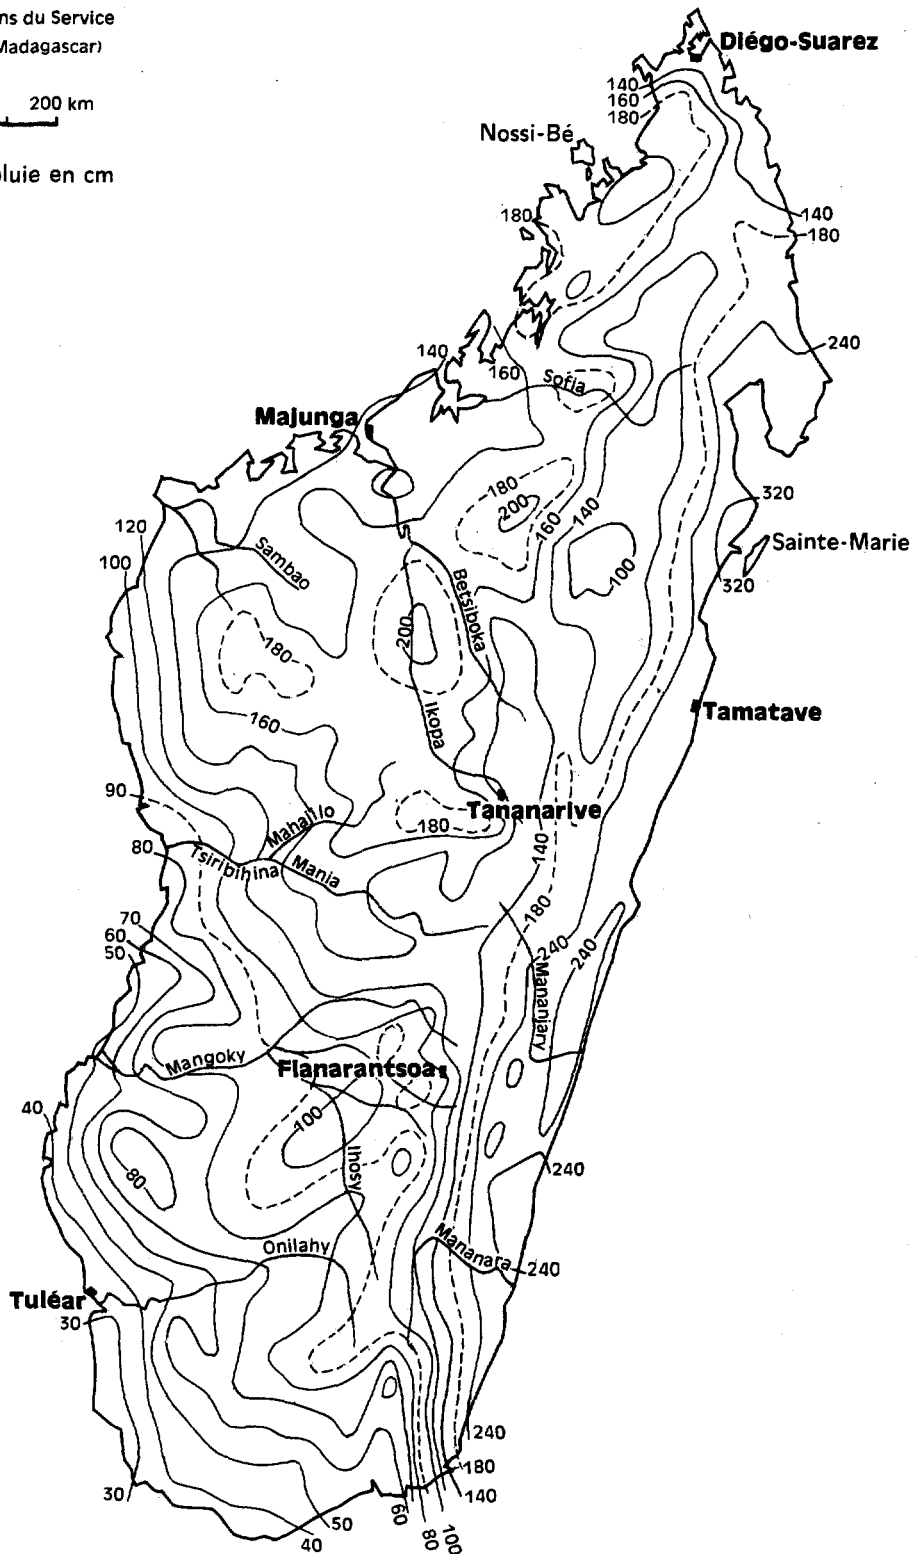 ns du Service
Madagascar)
200 km
pluie en cm
Diégo-Suarez
140
160
180
Nossi-Bé
180
140
180
240
140
160
Sofia
Majunga
180
200
160
140
320
Sainte-Marie
320
100
120
100
Sambao
Betsiboka
200
180
160
Ikopa
Tamatave
90
Tananarive
180
Mahajilo
80
Tsiribihina
Mania
140
180
70
60
50
240
240
Mananjary
Mangoky
Fianarantsoa
40
100
80
Ihosy
240
Onilahy
Mananara
240
Tuléar
30
240
180
140
30
50
40
60
80
100